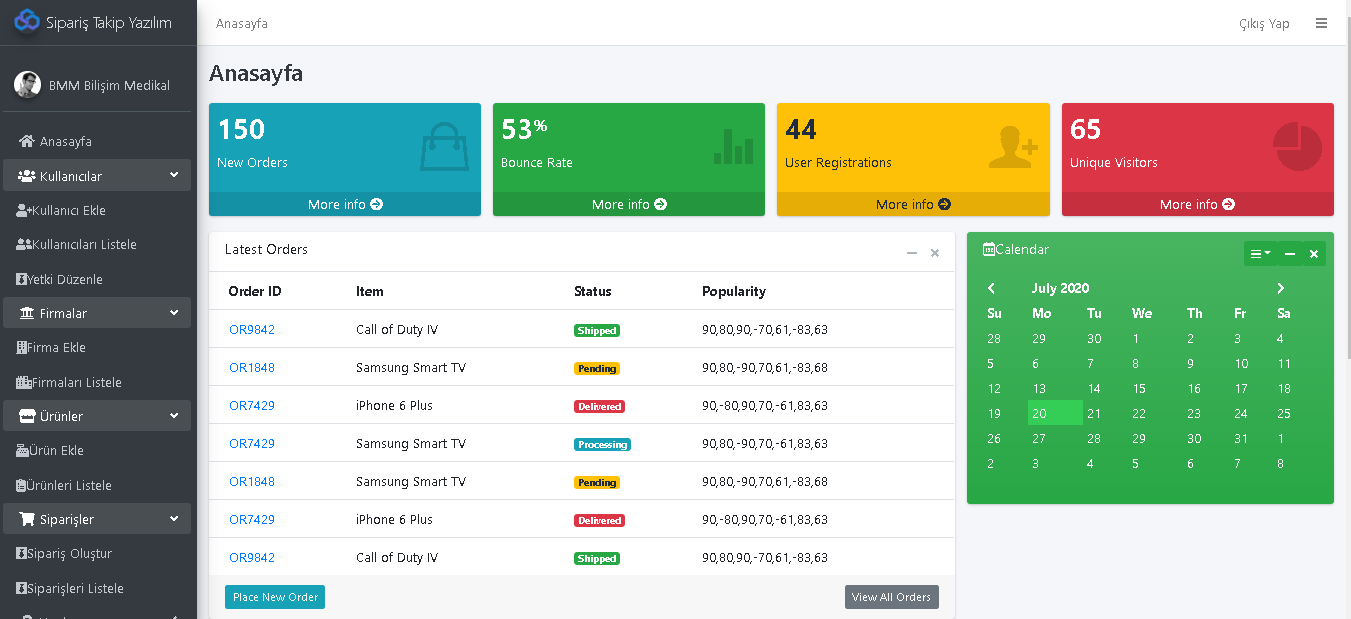 Sipariş Takip Yazılım
BMM Bilişim Medikal
Anasayfa
Kullanıcılar
Kullanıcı Ekle
Kullanıcıları Listele
Yetki Düzenle
Firmalar
Firma Ekle
Firmaları Listele
Ürünler
Ürün Ekle
Ürünleri Listele
Siparişler
Sipariş Oluştur
Siparişleri Listele
Anasayfa
Çıkış Yap
Anasayfa
150
New Orders
More info
53%
Bounce Rate
More info
44
User Registrations
More info
65
Unique Visitors
More info
Latest Orders
Order ID Item Status Popularity
OR9842 Call of Duty IV Shipped 90,80,90,-70,61,-83,63
OR1848 Samsung Smart TV Pending 90,80,-90,70,61,-83,68
OR7429 iPhone 6 Plus Delivered 90,-80,90,70,-61,83,63
OR7429 Samsung Smart TV Processing 90,80,-90,70,-61,83,63
OR1848 Samsung Smart TV Pending 90,80,-90,70,61,-83,68
OR7429 iPhone 6 Plus Delivered 90,-80,90,70,-61,83,63
OR9842 Call of Duty IV Shipped 90,80,90,-70,61,-83,63
Place New Order
View All Orders
Calendar
July 2020
Su Mo Tu We Th Fr Sa
28 29 30 1 2 3 4
5 6 7 8 9 10 11
12 13 14 15 16 17 18
19 20 21 22 23 24 25
26 27 28 29 30 31 1
2 3 4 5 6 7 8